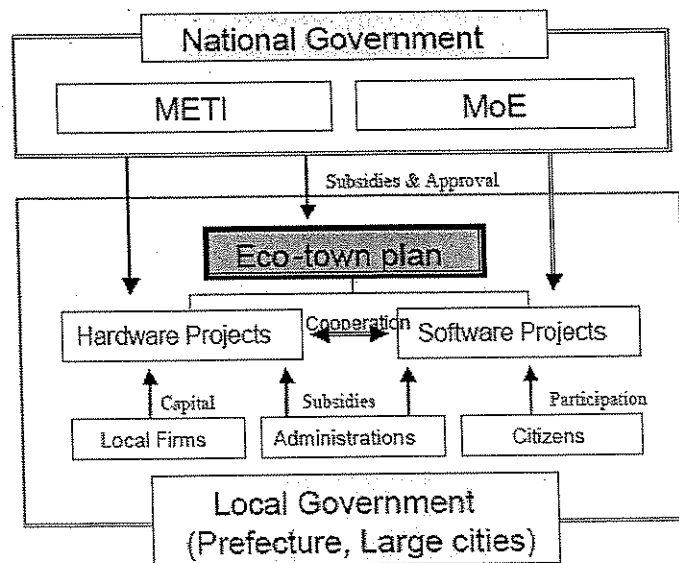 National Government
METI
MoE
Subsidies & Approval
Eco-town plan
Hardware Projects
Cooperation
Software Projects
Capital
Subsidies
Participation
Local Firms
Administrations
Citizens
Local Government
(Prefecture, Large cities)